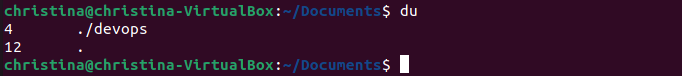 christina@christina-VirtualBox:~/Documents$ du
4       ./devops
12      .
christina@christina-VirtualBox:~/Documents$